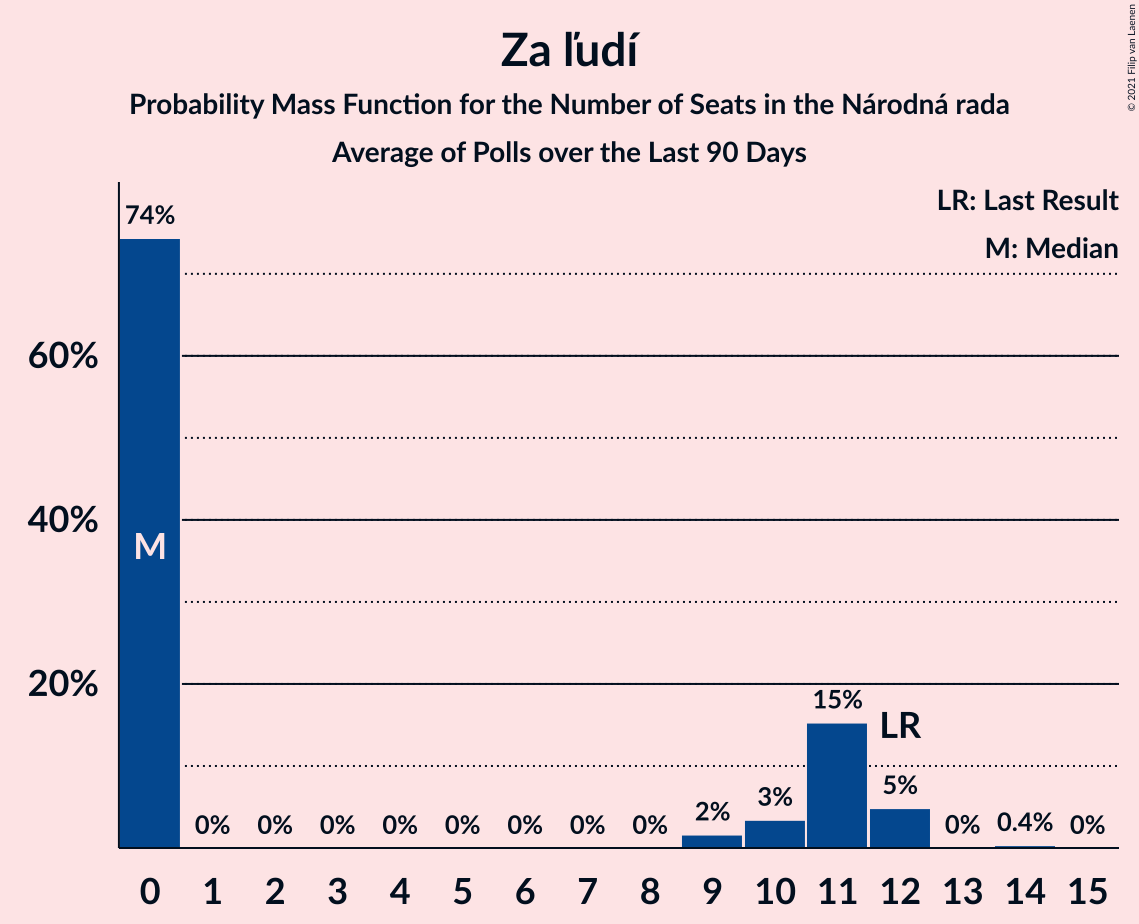 Za ľudí
Probability Mass Function for the Number of Seats in the Národná rada
Average of Polls over the Last 90 Days
© 2021 Filip van Laenen
LR: Last Result
M: Median
74%
60%
40%
M
20%
15%
LR
5%
3%
2%
0% 0% 0% 0% 0% 0% 0% 0% 0% 0.4% 0%
0 1 2 3 4 5 6 7 8 9 10 11 12 13 14 15